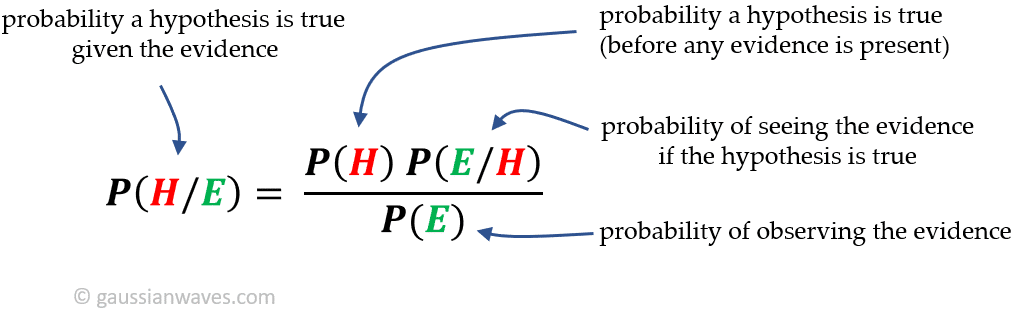 probability a hypothesis is true
given the evidence
probability a hypothesis is true
(before any evidence is present)
probability of seeing the evidence
if the hypothesis is true
P(H/E) = P(H) P(E/H)
P(E)
probability of observing the evidence
© gaussianwaves.com